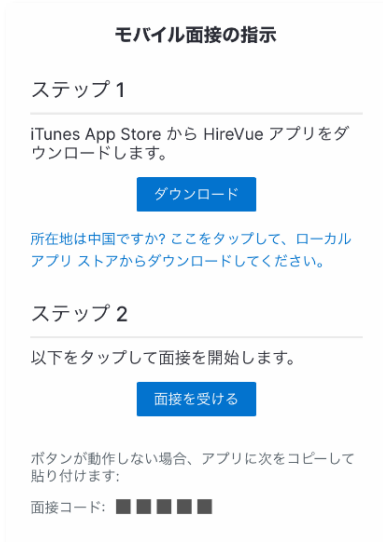 モバイル面接の指示
ステップ 1
iTunes App Store から HireVue アプリをダ
ウンロードします。
ダウンロード
所在地は中国ですか? ここをタップして、ローカル
アプリ ストアからダウンロードしてください。
ステップ 2
以下をタップして面接を開始します。
面接を受ける
ボタンが動作しない場合、アプリに次をコピーして
貼り付けます:
面接コード: ■■■■■